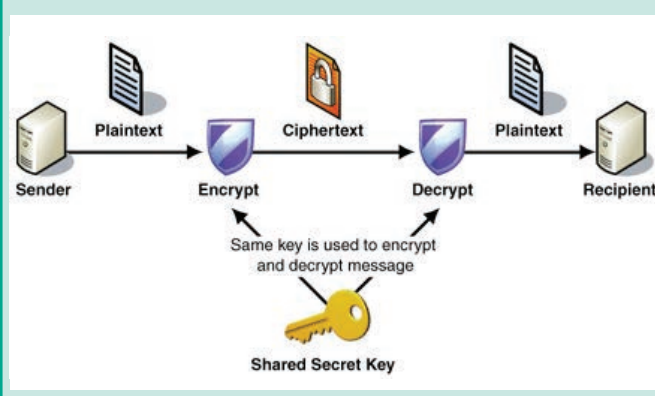 Plaintext
Ciphertext
Plaintext
Sender
Encrypt
Decrypt
Recipient
Same key is used to encrypt
and decrypt message
Shared Secret Key